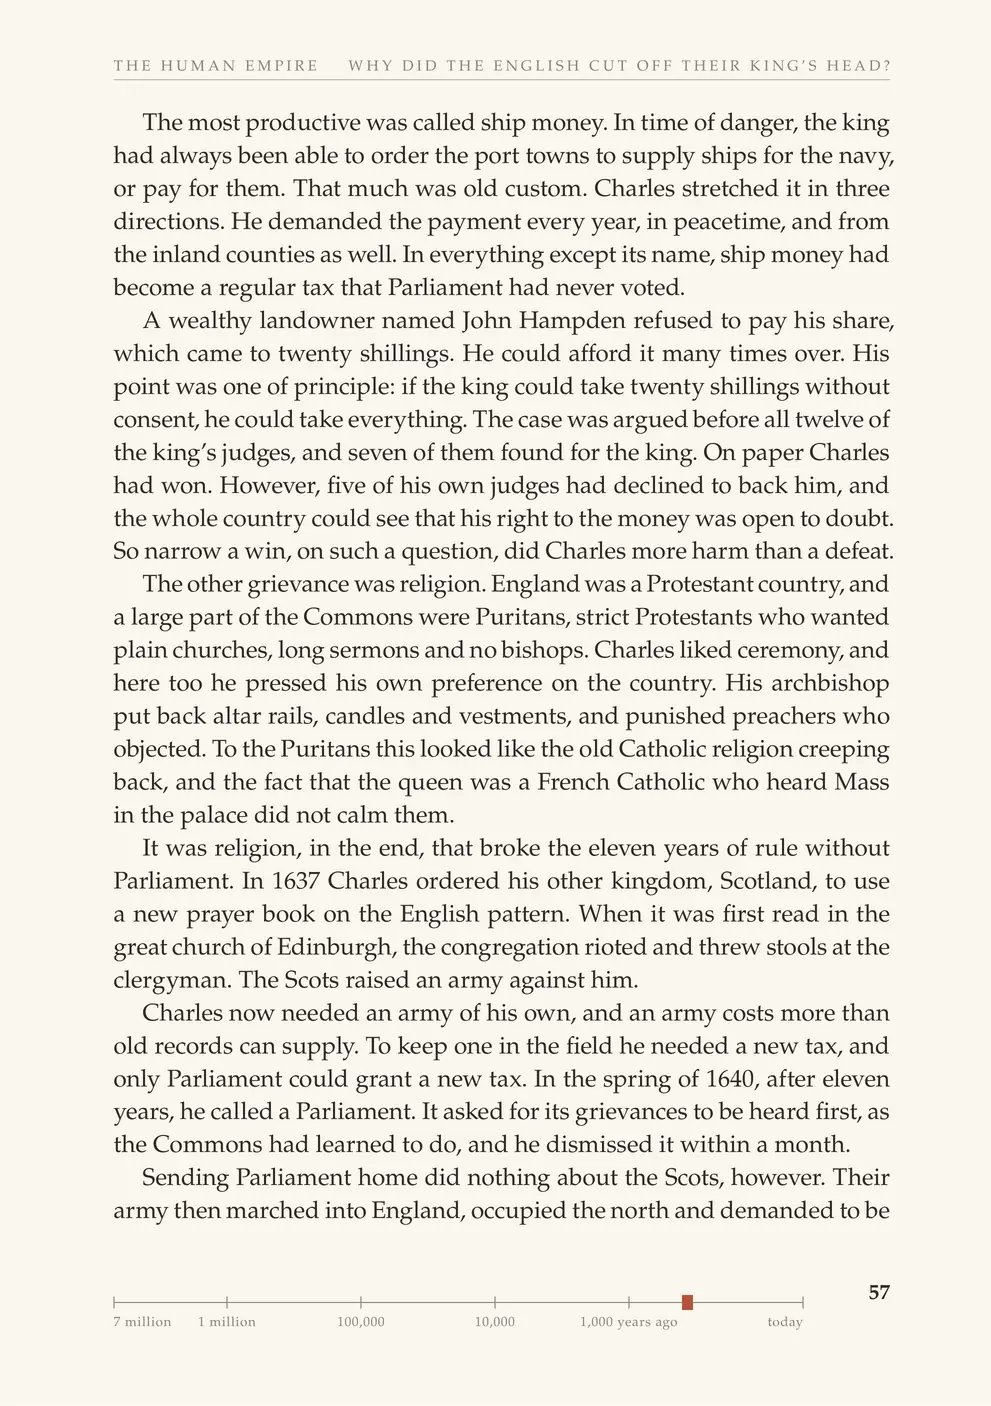 THE HUMAN EMPIRE WHY DID THE ENGLISH CUT OFF THEIR KING’S HEAD?
The most productive was called ship money. In time of danger, the king
had always been able to order the port towns to supply ships for the navy,
or pay for them. That much was old custom. Charles stretched it in three
directions. He demanded the payment every year, in peacetime, and from
the inland counties as well. In everything except its name, ship money had
become a regular tax that Parliament had never voted.
A wealthy landowner named John Hampden refused to pay his share,
which came to twenty shillings. He could afford it many times over. His
point was one of principle: if the king could take twenty shillings without
consent, he could take everything. The case was argued before all twelve of
the king’s judges, and seven of them found for the king. On paper Charles
had won. However, five of his own judges had declined to back him, and
the whole country could see that his right to the money was open to doubt.
So narrow a win, on such a question, did Charles more harm than a defeat.
The other grievance was religion. England was a Protestant country, and
a large part of the Commons were Puritans, strict Protestants who wanted
plain churches, long sermons and no bishops. Charles liked ceremony, and
here too he pressed his own preference on the country. His archbishop
put back altar rails, candles and vestments, and punished preachers who
objected. To the Puritans this looked like the old Catholic religion creeping
back, and the fact that the queen was a French Catholic who heard Mass
in the palace did not calm them.
It was religion, in the end, that broke the eleven years of rule without
Parliament. In 1637 Charles ordered his other kingdom, Scotland, to use
a new prayer book on the English pattern. When it was first read in the
great church of Edinburgh, the congregation rioted and threw stools at the
clergyman. The Scots raised an army against him.
Charles now needed an army of his own, and an army costs more than
old records can supply. To keep one in the field he needed a new tax, and
only Parliament could grant a new tax. In the spring of 1640, after eleven
years, he called a Parliament. It asked for its grievances to be heard first, as
the Commons had learned to do, and he dismissed it within a month.
Sending Parliament home did nothing about the Scots, however. Their
army then marched into England, occupied the north and demanded to be
57
7 million 1 million 100,000 10,000 1,000 years ago today